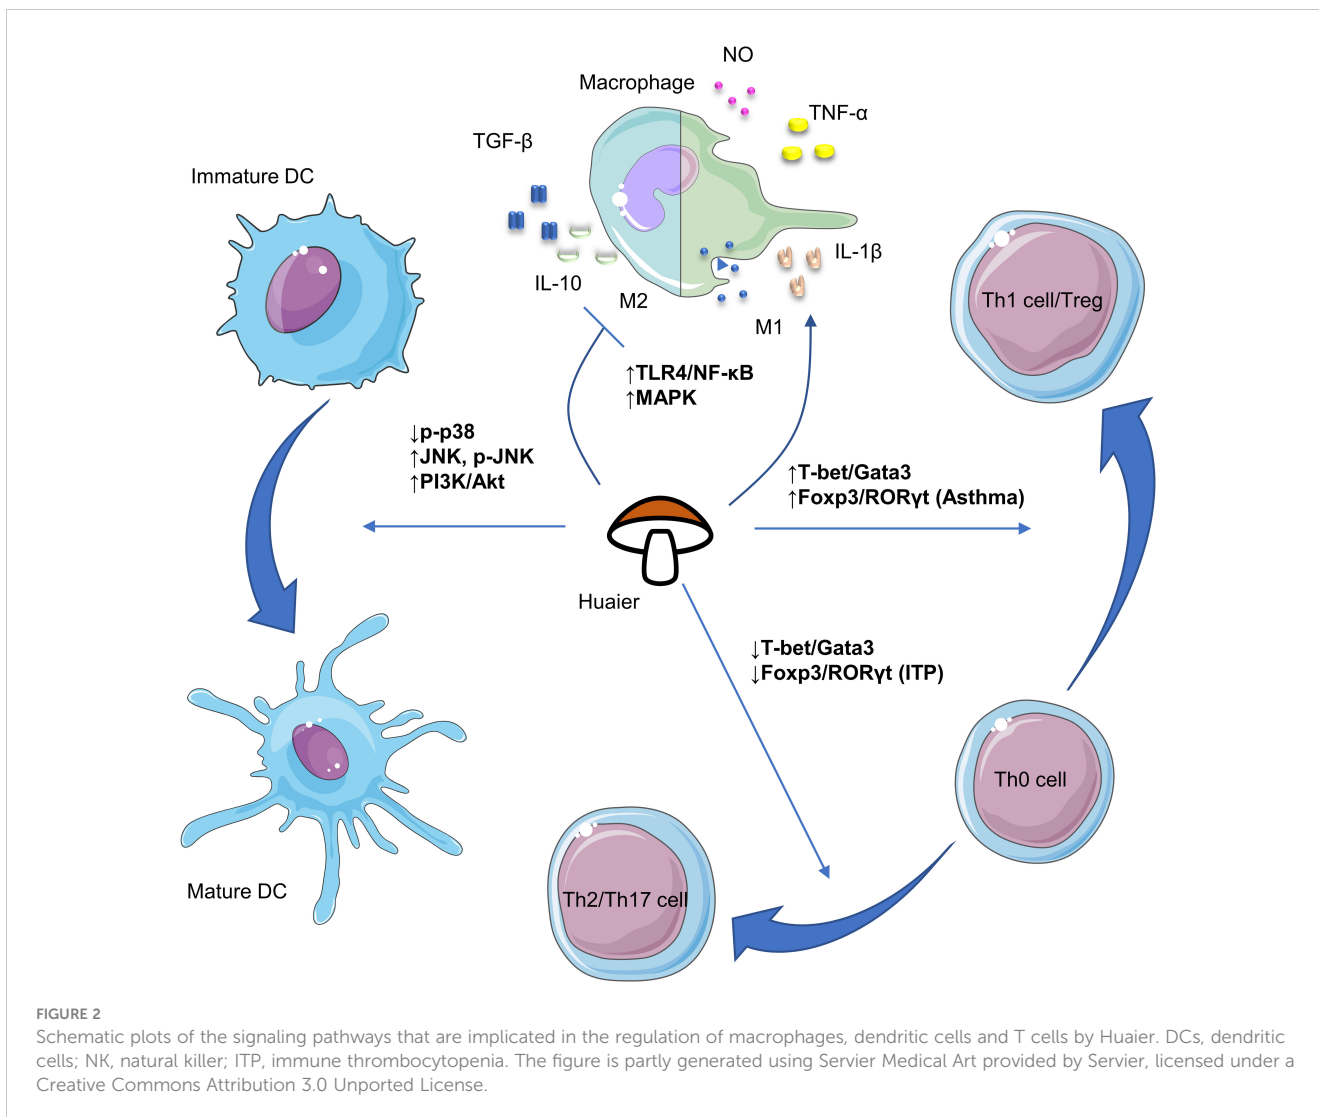 NO
Macrophage
TNF-α
TGF-β
Immature DC
IL-1β
IL-10
M2
M1
Th1 cell/Treg
↑TLR4/NF-κB
↑MAPK
↓p-p38
↑JNK, p-JNK
↑PI3K/Akt
↑T-bet/Gata3
↑Foxp3/RORγt (Asthma)
Huaier
↓T-bet/Gata3
↓Foxp3/RORγt (ITP)
Th0 cell
Mature DC
Th2/Th17 cell
FIGURE 2
Schematic plots of the signaling pathways that are implicated in the regulation of macrophages, dendritic cells and T cells by Huaier. DCs, dendritic
cells; NK, natural killer; ITP, immune thrombocytopenia. The figure is partly generated using Servier Medical Art provided by Servier, licensed under a
Creative Commons Attribution 3.0 Unported License.